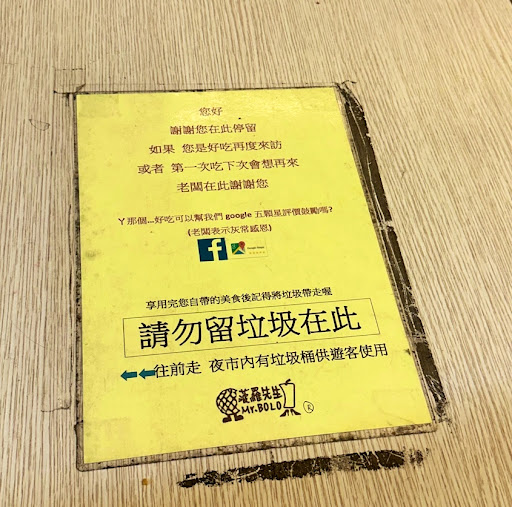 您好
謝謝您在此停留
如果 您是好吃再度來訪
或者 第一次吃下次會想再來
老闆在此謝謝您
ㄚ那個...好吃可以幫我們 google 五顆星評價鼓勵嗎?
(老闆表示灰常感恩)
f
享用完您自帶的美食後記得將垃圾帶走喔
請勿留垃圾在此
往前走 夜市內有垃圾桶供遊客使用
菠蘿先生
Mr.BOLO